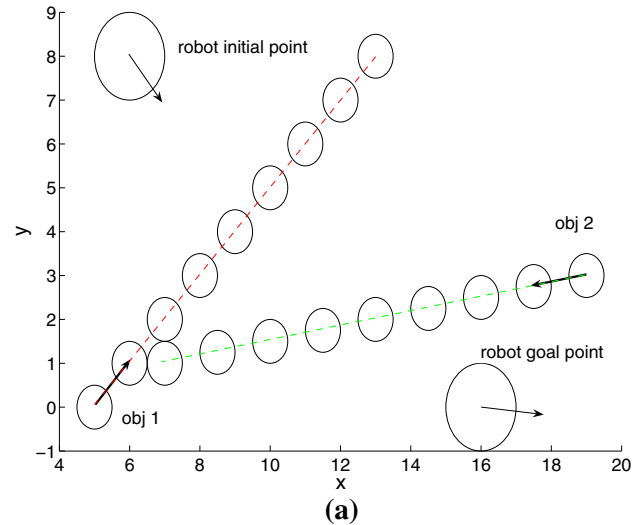 9
8
7
6
5
4
3
2
1
0
−1
y
robot initial point
obj 2
robot goal point
obj 1
4 6 8 10 12 14 16 18 20
x
(a)